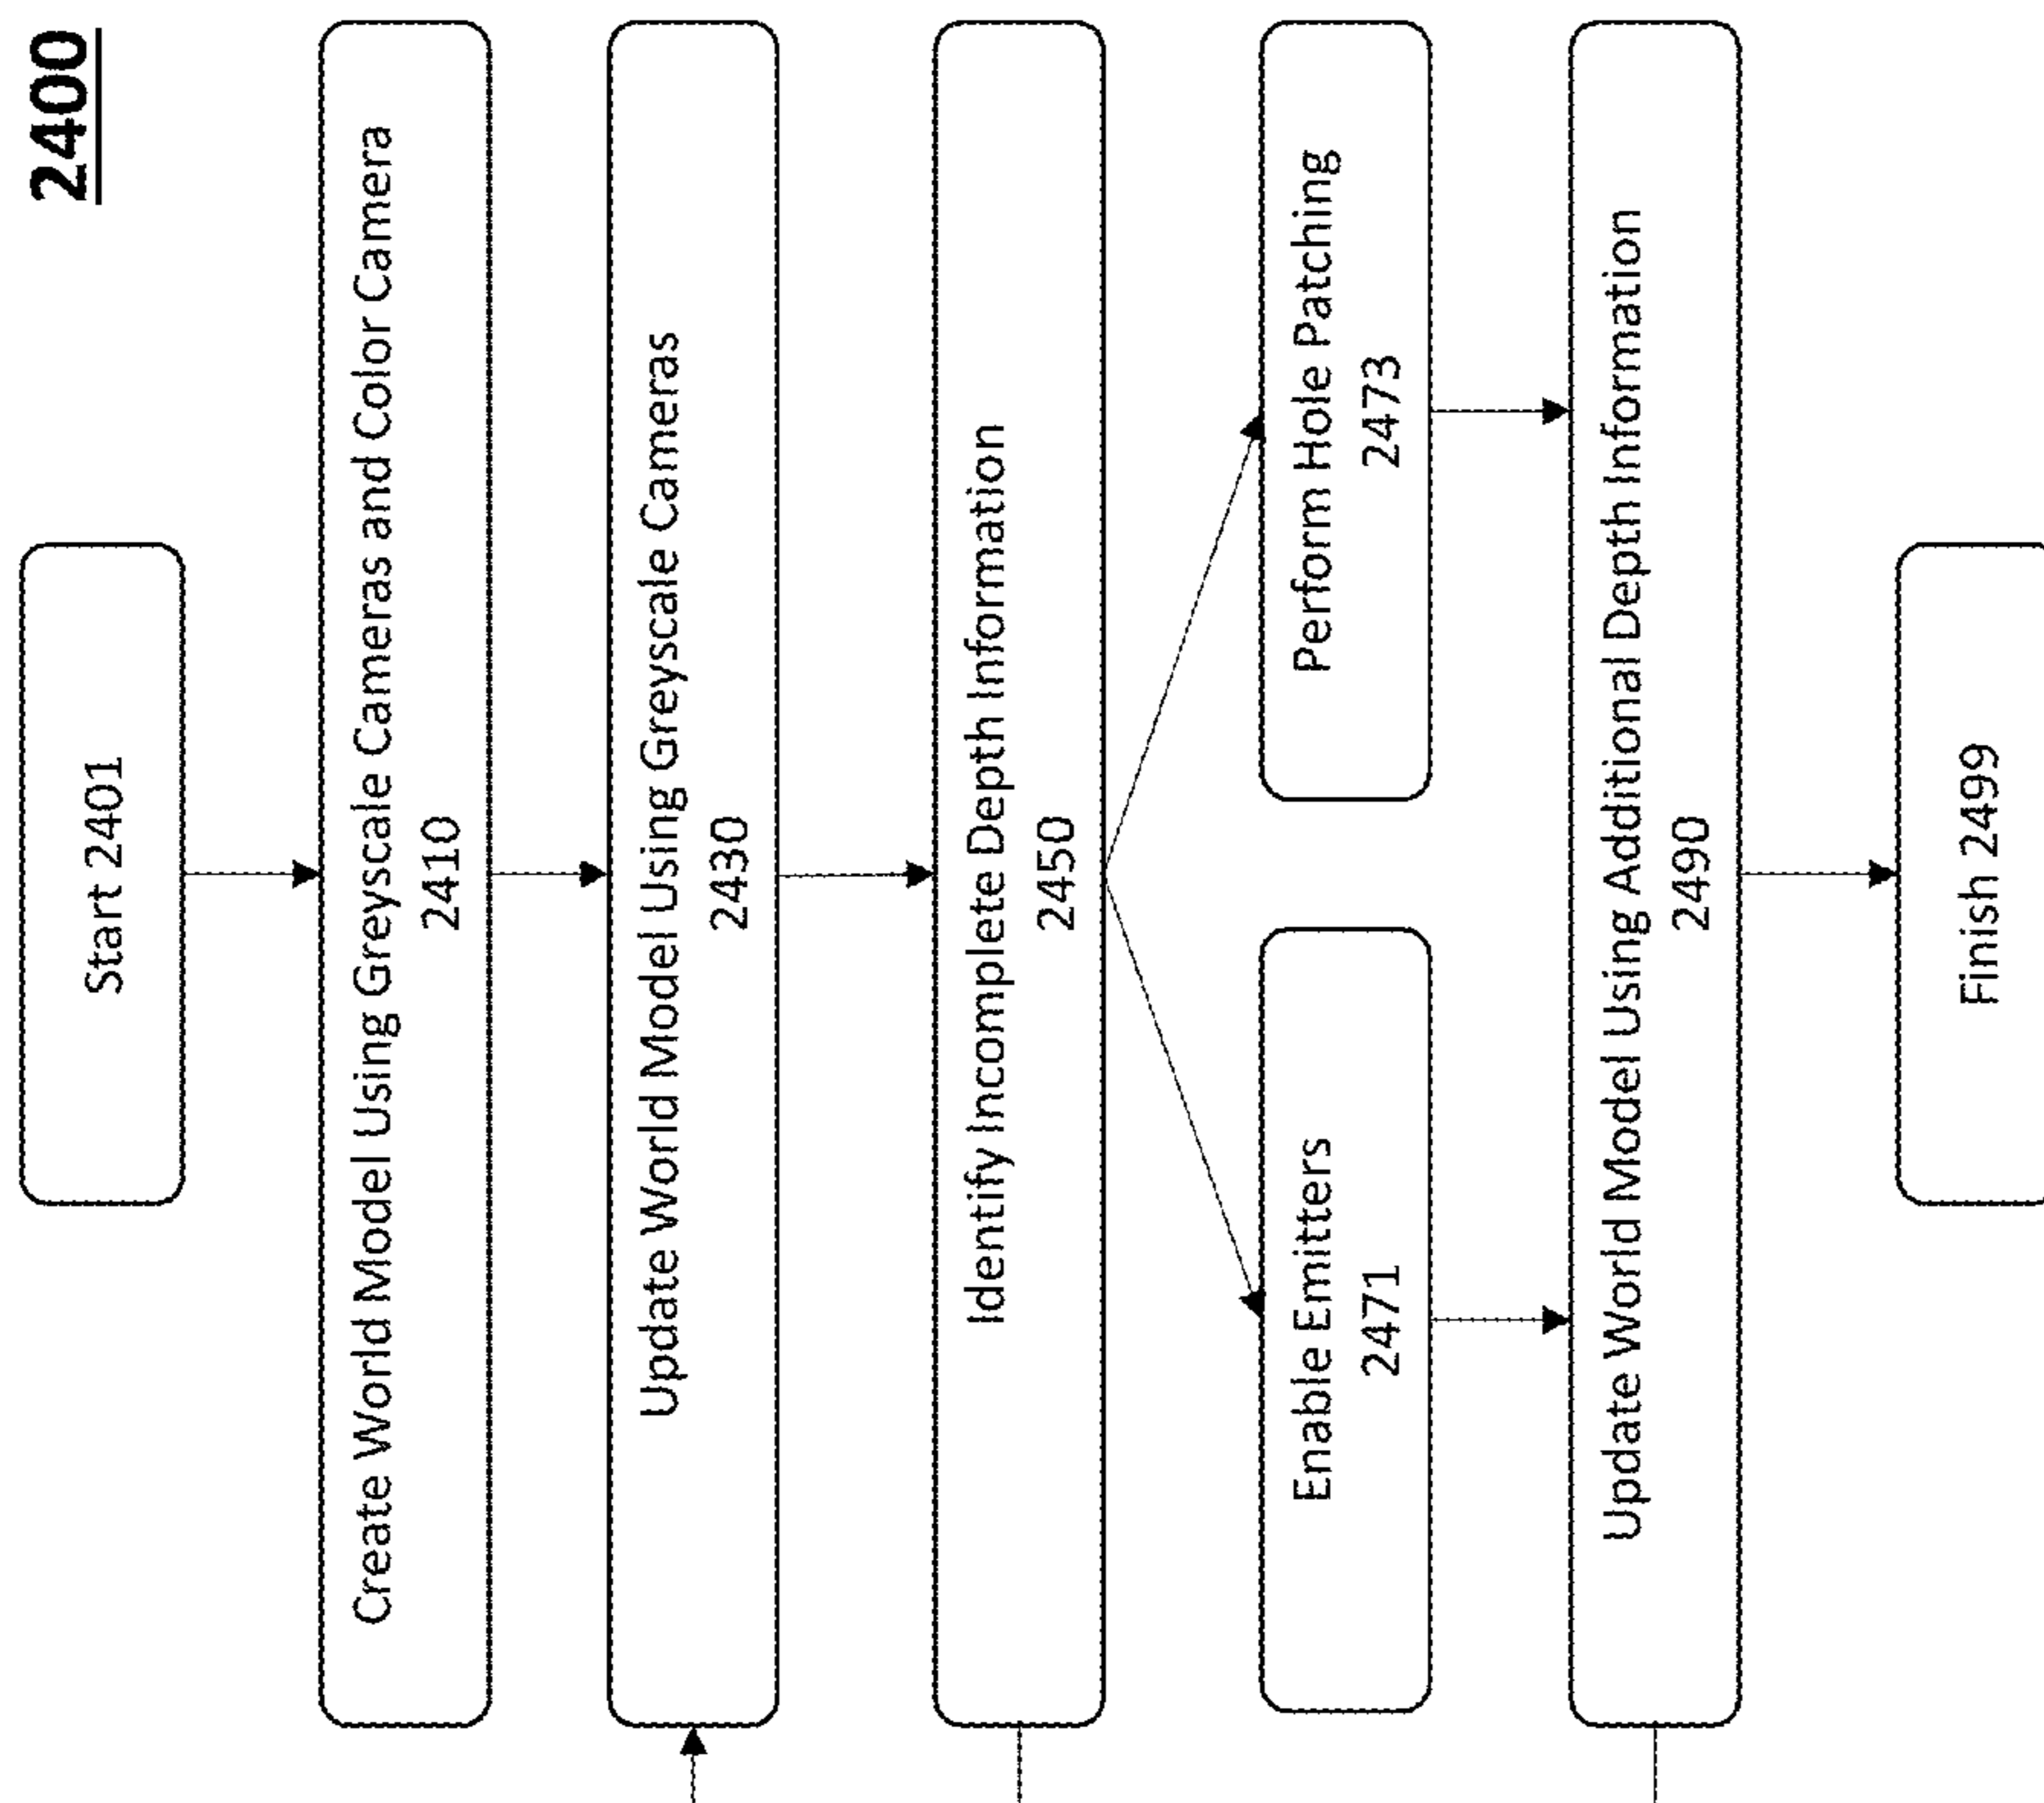 2400
Start 2401
Create World Model Using Greyscale Cameras and Color Camera
2410
Update World Model Using Greyscale Cameras
2430
Identify Incomplete Depth Information
2450
Enable Emitters
2471
Perform Hole Patching
2473
Update World Model Using Additional Depth Information
2490
Finish 2499